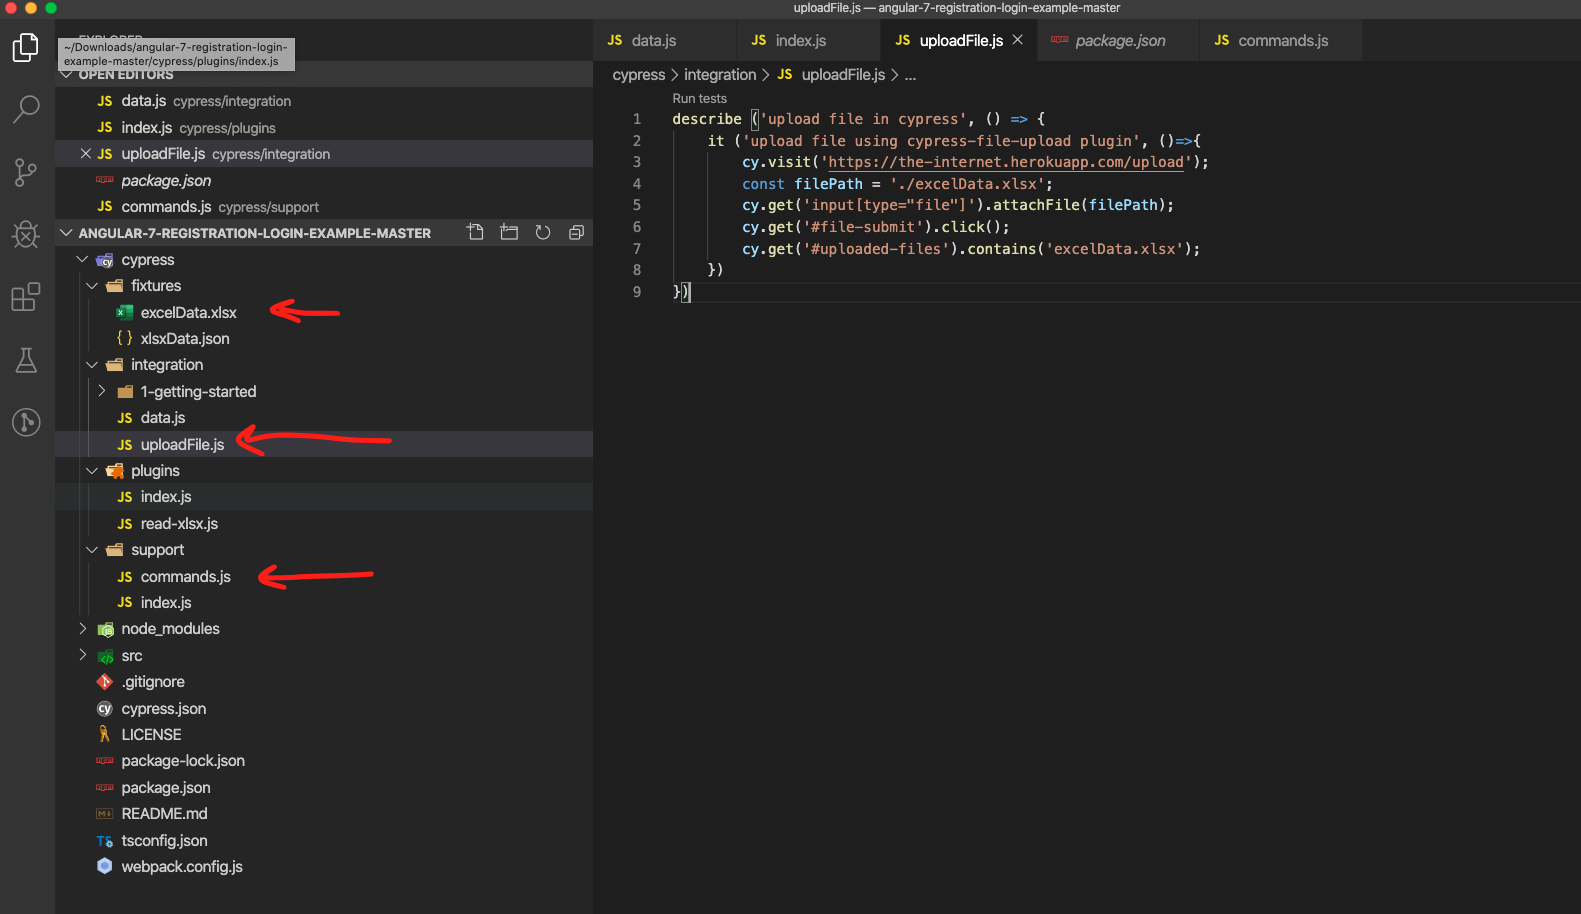 uploadFile.js — angular-7-registration-login-example-master
~/Downloads/angular-7-registration-login-
example-master/cypress/plugins/index.js
OPEN EDITORS
JS data.js cypress/integration
JS index.js cypress/plugins
JS uploadFile.js cypress/integration
package.json
JS commands.js cypress/support
ANGULAR-7-REGISTRATION-LOGIN-EXAMPLE-MASTER
cypress
fixtures
excelData.xlsx
{ } xlsxData.json
integration
1-getting-started
JS data.js
JS uploadFile.js
plugins
JS index.js
JS read-xlsx.js
support
JS commands.js
JS index.js
node_modules
src
.gitignore
cy cypress.json
LICENSE
package-lock.json
package.json
README.md
TS tsconfig.json
webpack.config.js
JS data.js
JS index.js
JS uploadFile.js
package.json
JS commands.js
cypress > integration > JS uploadFile.js > ...
Run tests
1 describe ('upload file in cypress', () => {
2 it ('upload file using cypress-file-upload plugin', ()=>{
3 cy.visit('https://the-internet.herokuapp.com/upload');
4 const filePath = './excelData.xlsx';
5 cy.get('input[type="file"]').attachFile(filePath);
6 cy.get('#file-submit').click();
7 cy.get('#uploaded-files').contains('excelData.xlsx');
8 })
9 })